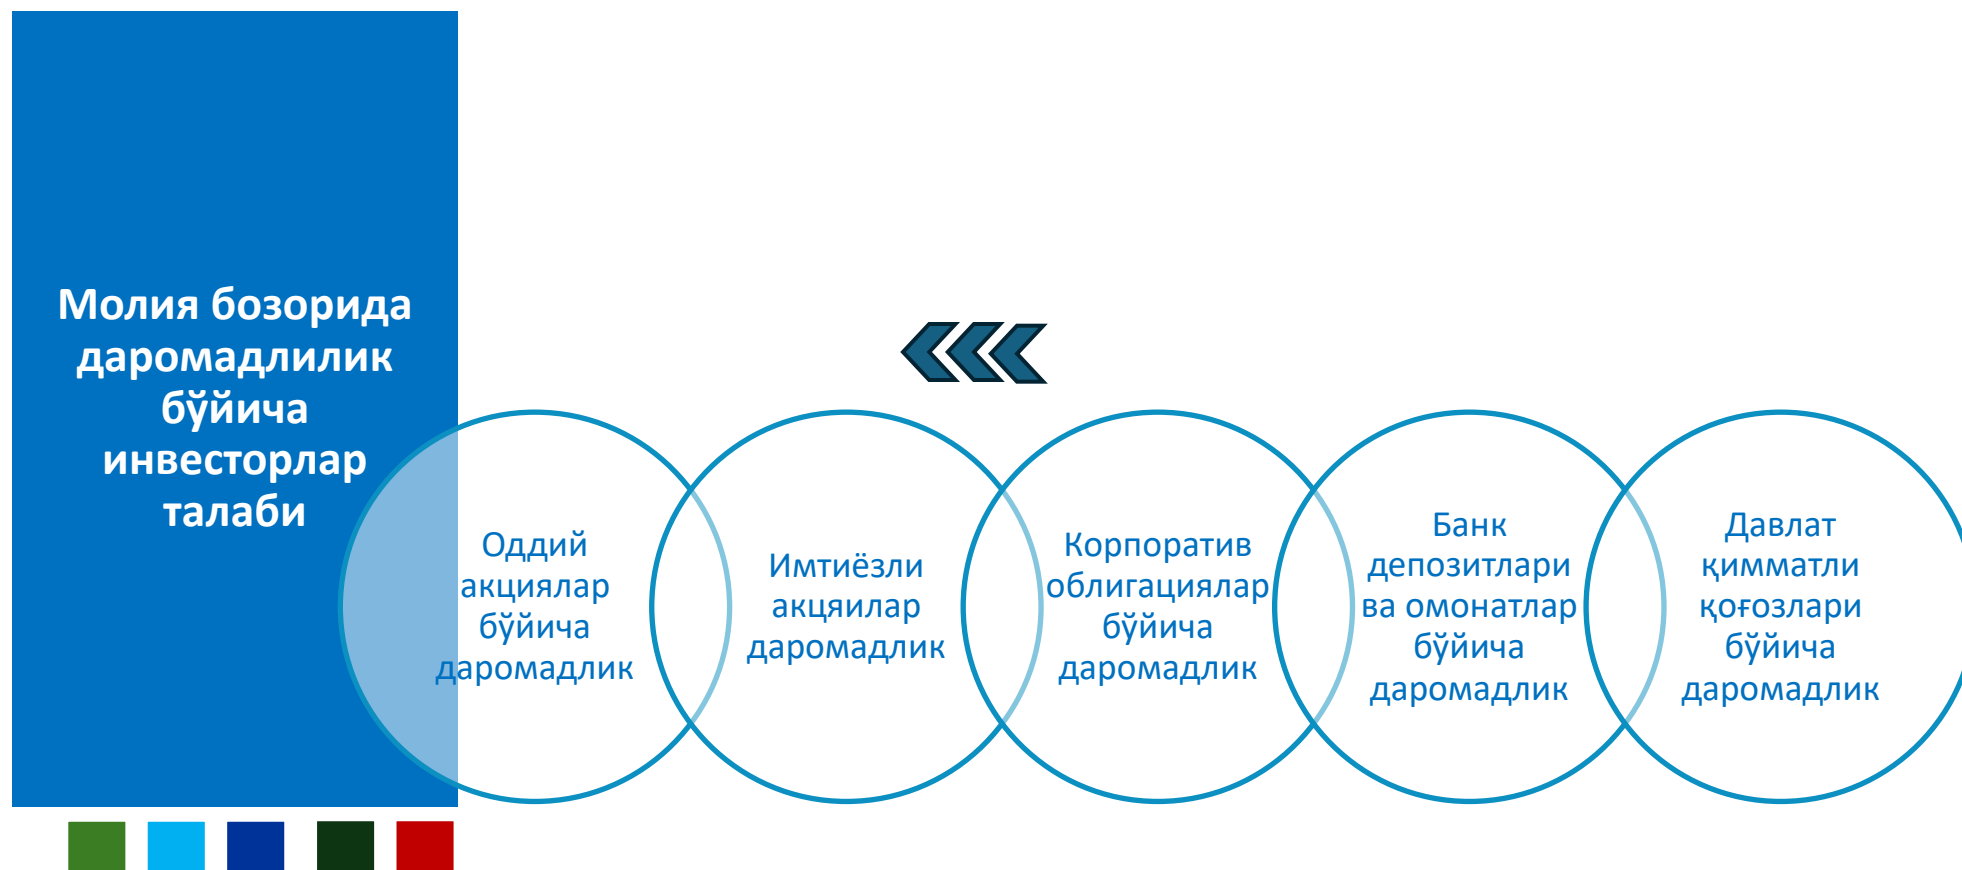 Молия бозорида
даромадлилик
бўйича
инвесторлар
талаби
Оддий
акциялар
бўйича
даромадлик
Имтиёзли
акцяилар
даромадлик
Корпоратив
облигациялар
бўйича
даромадлик
Банк
депозитлари
ва омонатлар
бўйича
даромадлик
Давлат
қимматли
қоғозлари
бўйича
даромадлик